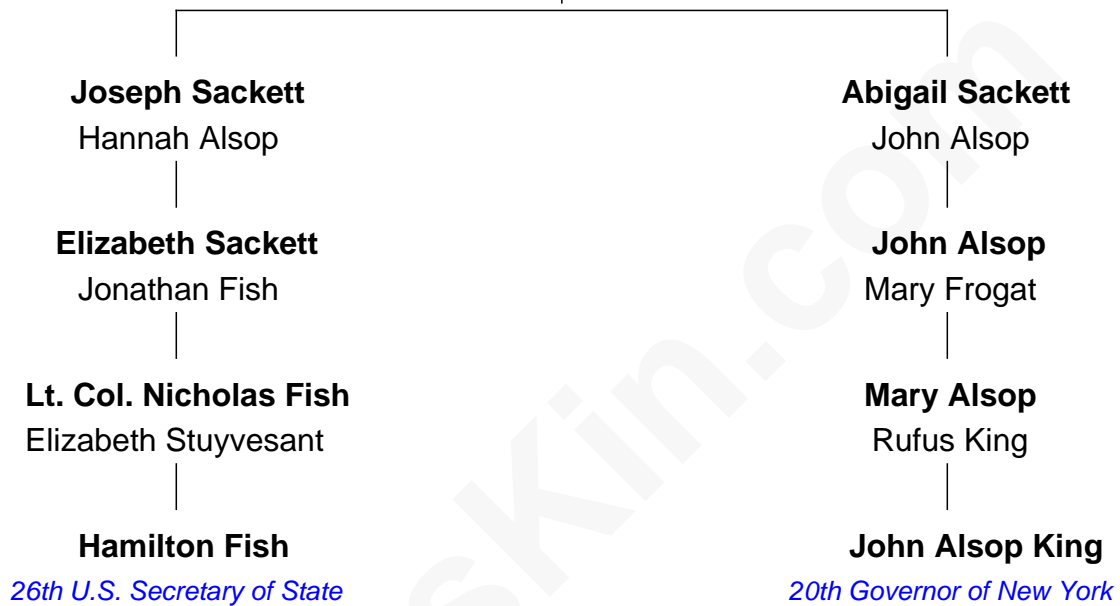 Joseph Sackett
Hannah Alsop
Abigail Sackett
John Alsop
Elizabeth Sackett
Jonathan Fish
John Alsop
Mary Frogat
Lt. Col. Nicholas Fish
Elizabeth Stuyvesant
Mary Alsop
Rufus King
Hamilton Fish
26th U.S. Secretary of State
John Alsop King
20th Governor of New York
sKin.com